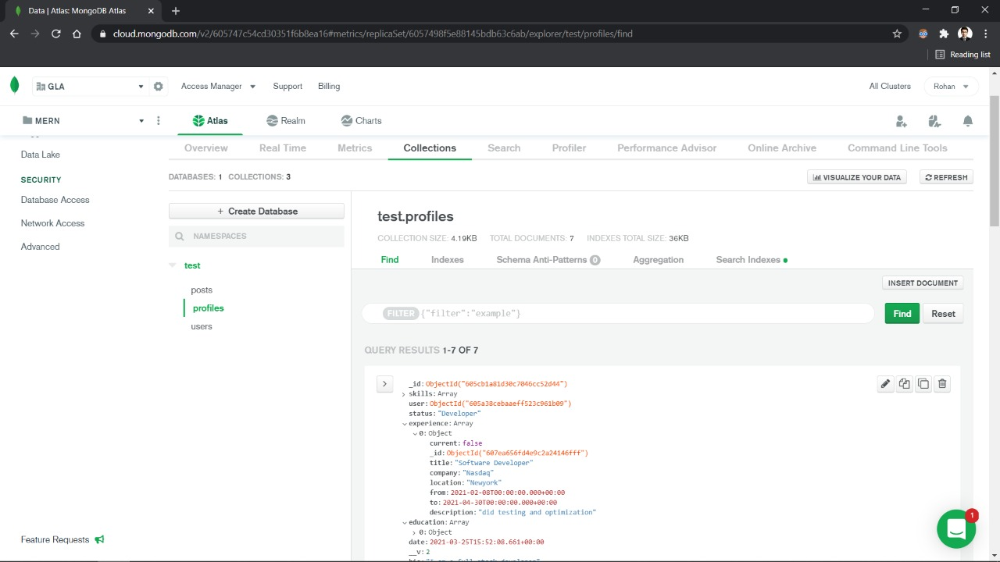 Data | Atlas: MongoDB Atlas
cloud.mongodb.com/v2/605747c54cd30351f6b8ea16#metrics/replicaSet/6057498f5e88145bdb63c6ab/explorer/test/profiles/find
Reading list
GLA Access Manager Support Billing All Clusters Rohan
MERN Atlas Realm Charts
Overview Real Time Metrics Collections Search Profiler Performance Advisor Online Archive Command Line Tools
Data Lake
SECURITY
Database Access
Network Access
Advanced
Feature Requests
DATABASES: 1 COLLECTIONS: 3
VISUALIZE YOUR DATA REFRESH
+ Create Database
NAMESPACES
test
posts
profiles
users
test.profiles
COLLECTION SIZE: 4.19KB TOTAL DOCUMENTS: 7 INDEXES TOTAL SIZE: 36KB
Find Indexes Schema Anti-Patterns 0 Aggregation Search Indexes
INSERT DOCUMENT
FILTER {"filter":"example"} Find Reset
QUERY RESULTS 1-7 OF 7
_id: ObjectId("605cb1a81d30c7046cc52d44")
skills: Array
user: ObjectId("605a38cebaaeff523c961b09")
status: "Developer"
experience: Array
0: Object
current: false
_id: ObjectId("607ea656fd4e9c2a24146fff")
title: "Software Developer"
company: "Nasdaq"
location: "Newyork"
from: 2021-02-08T00:00:00.000+00:00
to: 2021-04-30T00:00:00.000+00:00
description: "did testing and optimization"
education: Array
0: Object
date: 2021-03-25T15:52:08.661+00:00
__v: 2
1